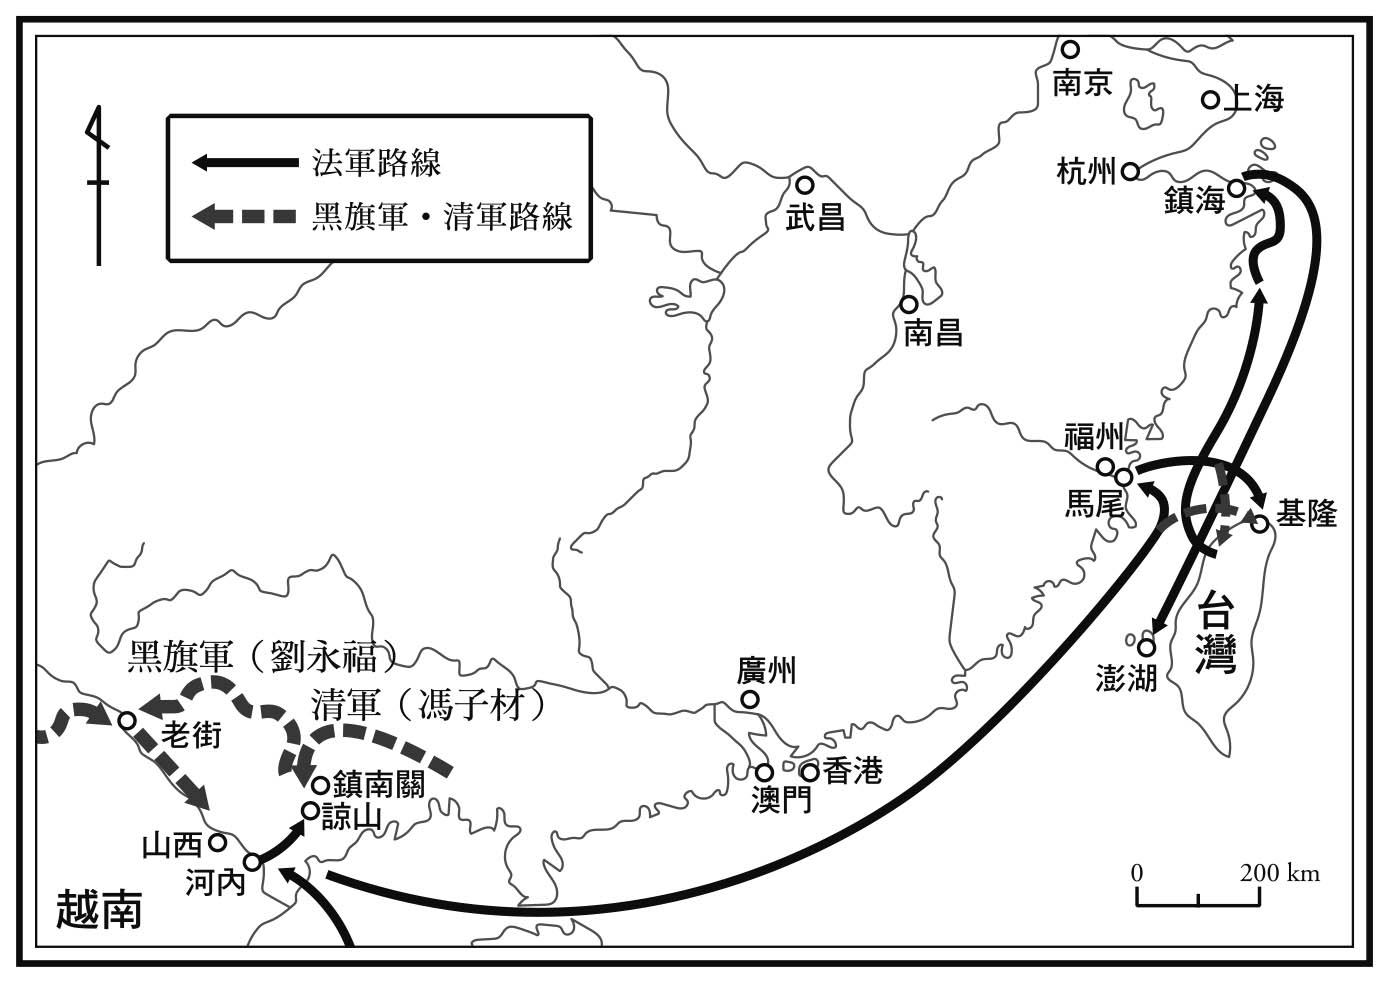 南京
上海
法軍路線
黑旗軍・清軍路線
杭州
鎮海
武昌
南昌
福州
馬尾
基隆
台灣
黑旗軍（劉永福）
清軍（馮子材）
廣州
澎湖
老街
鎮南關
諒山
香港
澳門
山西
河內
越南
0 200 km